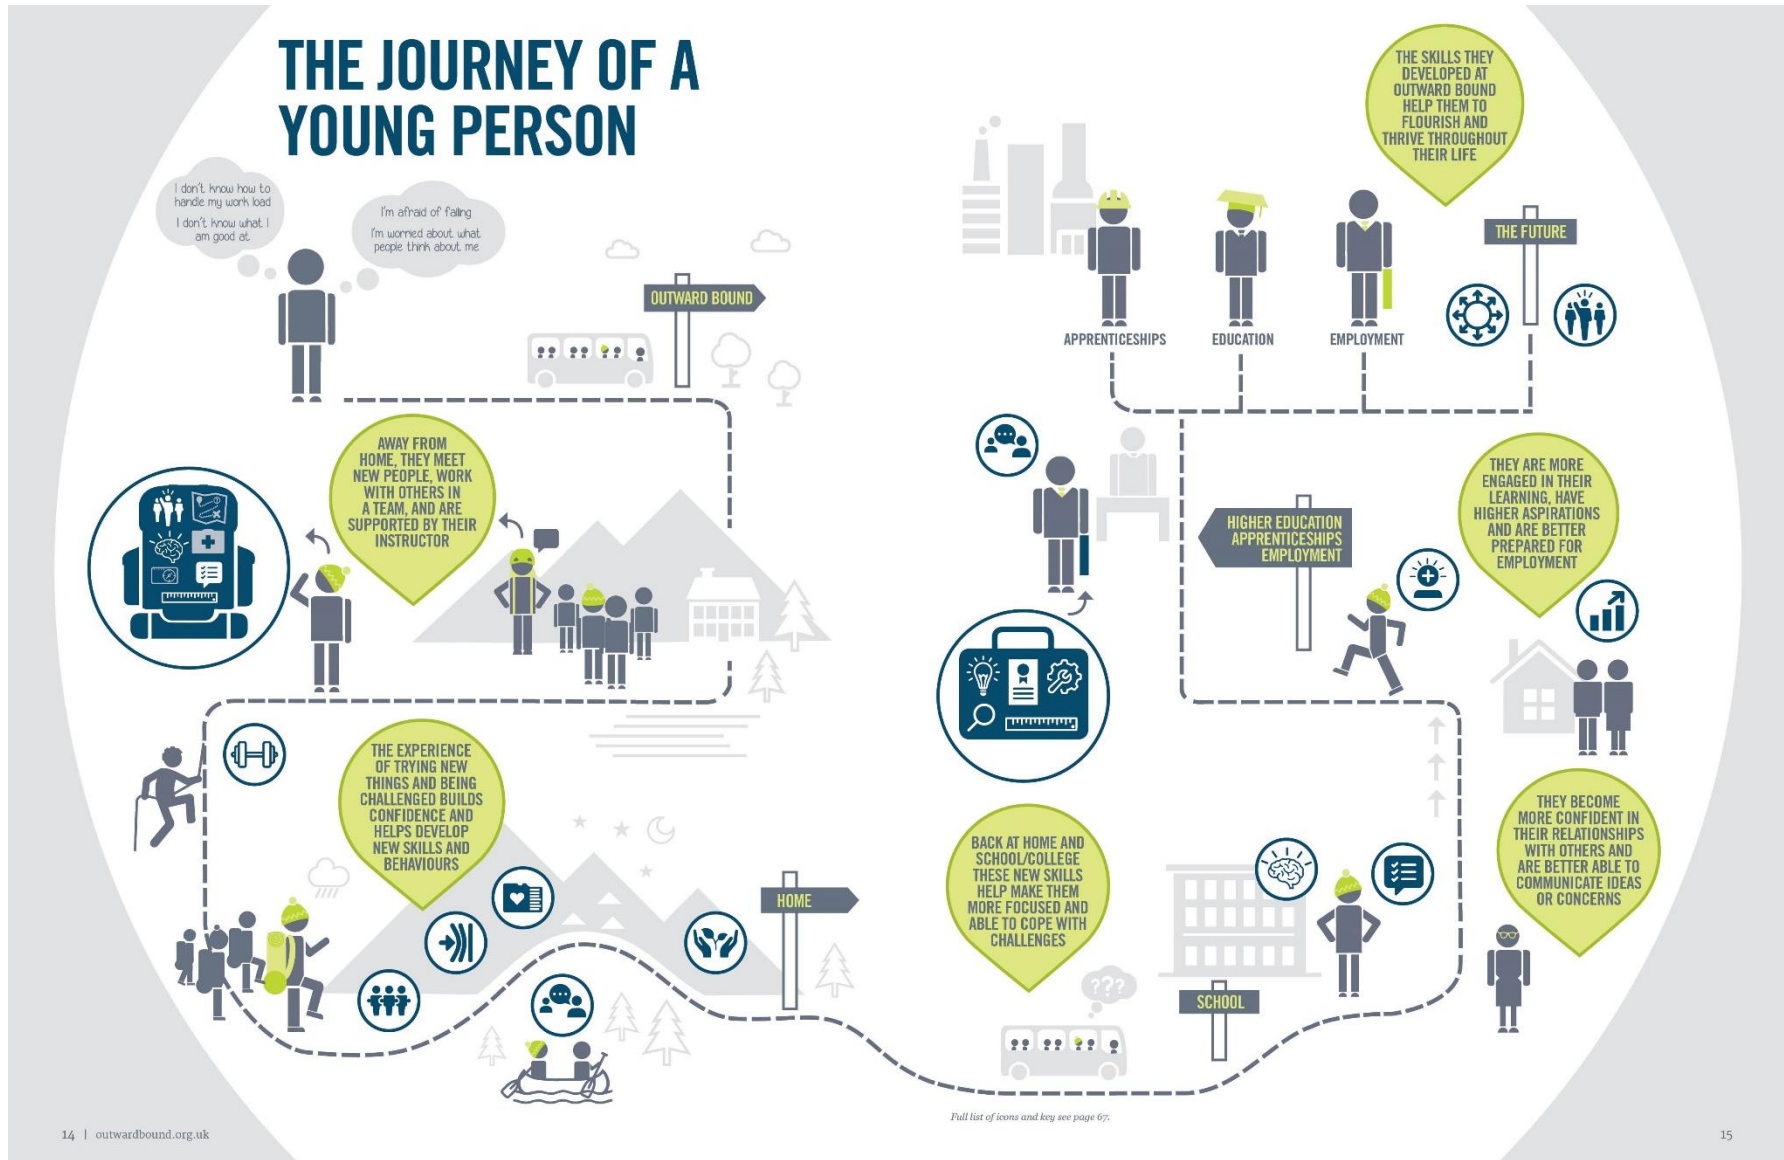 THE JOURNEY OF A
YOUNG PERSON
I don't know how to
handle my work load
I don't know what I
am good at
I'm afraid of failing
I'm worried about what
people think about me
OUTWARD BOUND
AWAY FROM
HOME, THEY MEET
NEW PEOPLE, WORK
WITH OTHERS IN
A TEAM, AND ARE
SUPPORTED BY THEIR
INSTRUCTOR
THE EXPERIENCE
OF TRYING NEW
THINGS AND BEING
CHALLENGED BUILDS
CONFIDENCE AND
HELPS DEVELOP
NEW SKILLS AND
BEHAVIOURS
HOME
BACK AT HOME AND
SCHOOL/COLLEGE
THESE NEW SKILLS
HELP MAKE THEM
MORE FOCUSED AND
ABLE TO COPE WITH
CHALLENGES
???
SCHOOL
THEY BECOME
MORE CONFIDENT IN
THEIR RELATIONSHIPS
WITH OTHERS AND
ARE BETTER ABLE TO
COMMUNICATE IDEAS
OR CONCERNS
THEY ARE MORE
ENGAGED IN THEIR
LEARNING, HAVE
HIGHER ASPIRATIONS
AND ARE BETTER
PREPARED FOR
EMPLOYMENT
HIGHER EDUCATION
APPRENTICESHIPS
EMPLOYMENT
APPRENTICESHIPS
EDUCATION
EMPLOYMENT
THE FUTURE
THE SKILLS THEY
DEVELOPED AT
OUTWARD BOUND
HELP THEM TO
FLOURISH AND
THRIVE THROUGHOUT
THEIR LIFE
Full list of icons and key see page 67.
14 | outwardbound.org.uk
15